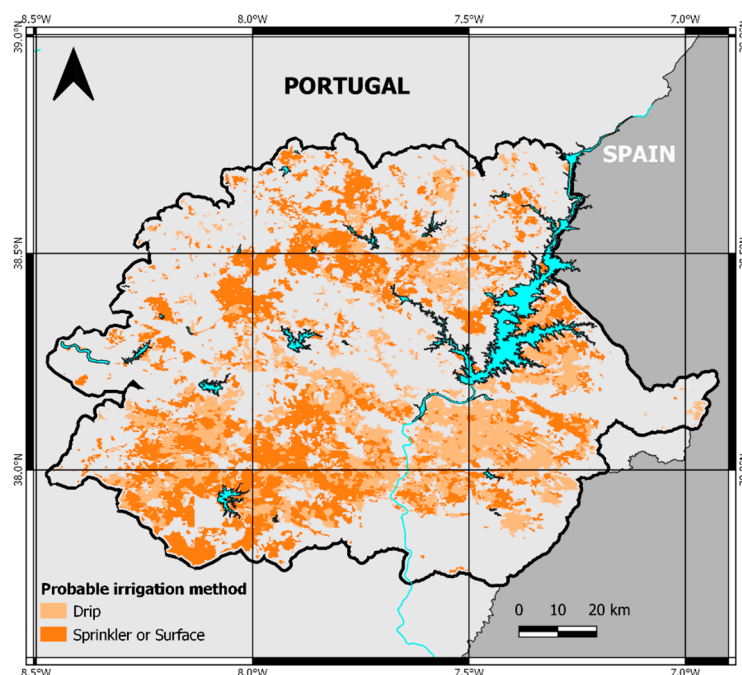 8.5°W 8.0°W 7.5°W 7.0°W
39.0°N
PORTUGAL
SPAIN
38.5°N
38.0°N
Probable irrigation method
Drip
Sprinkler or Surface
0 10 20 km
8.5°W 8.0°W 7.5°W 7.0°W